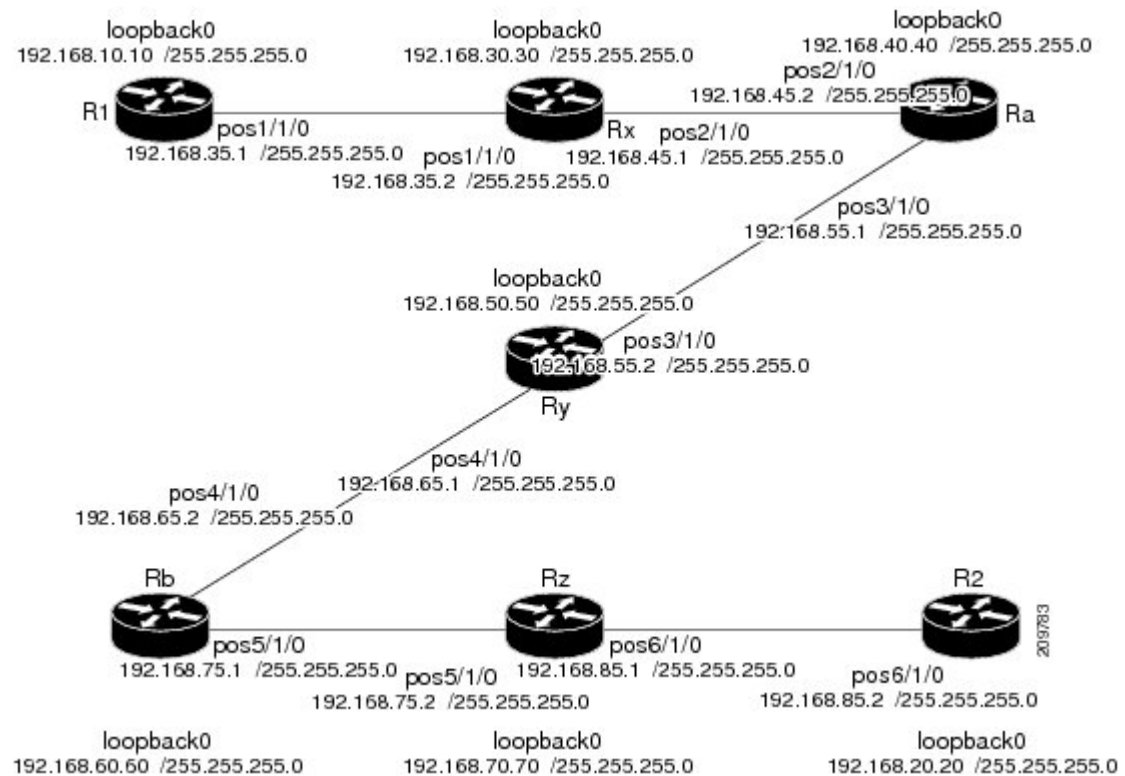 loopback0
192.168.10.10 /255.255.255.0
loopback0
192.168.30.30 /255.255.255.0
loopback0
192.168.40.40 /255.255.255.0
pos2/1/0
192.168.45.2 /255.255.255.0
R1
Rx
Ra
pos1/1/0
192.168.35.1 /255.255.255.0
pos1/1/0
192.168.35.2 /255.255.255.0
pos2/1/0
192.168.45.1 /255.255.255.0
pos3/1/0
192.168.55.1 /255.255.255.0
loopback0
192.168.50.50 /255.255.255.0
pos3/1/0
192.168.55.2 /255.255.255.0
Ry
pos4/1/0
192.168.65.1 /255.255.255.0
pos4/1/0
192.168.65.2 /255.255.255.0
Rb
Rz
R2
pos5/1/0
192.168.75.1 /255.255.255.0
pos5/1/0
192.168.75.2 /255.255.255.0
pos6/1/0
192.168.85.1 /255.255.255.0
pos6/1/0
192.168.85.2 /255.255.255.0
209783
loopback0
192.168.60.60 /255.255.255.0
loopback0
192.168.70.70 /255.255.255.0
loopback0
192.168.20.20 /255.255.255.0